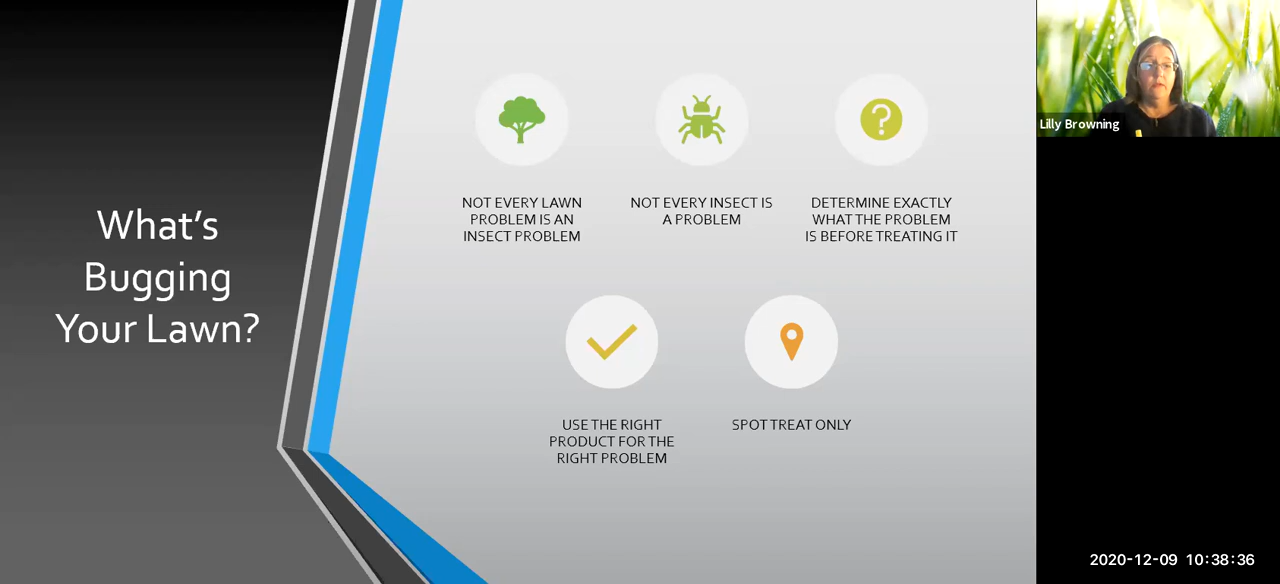 What's
Bugging
Your Lawn?
NOT EVERY LAWN
PROBLEM IS AN
INSECT PROBLEM
NOT EVERY INSECT IS
A PROBLEM
?
DETERMINE EXACTLY
WHAT THE PROBLEM
IS BEFORE TREATING IT
USE THE RIGHT
PRODUCT FOR THE
RIGHT PROBLEM
SPOT TREAT ONLY
Lilly Browning
2020-12-09 10:38:36